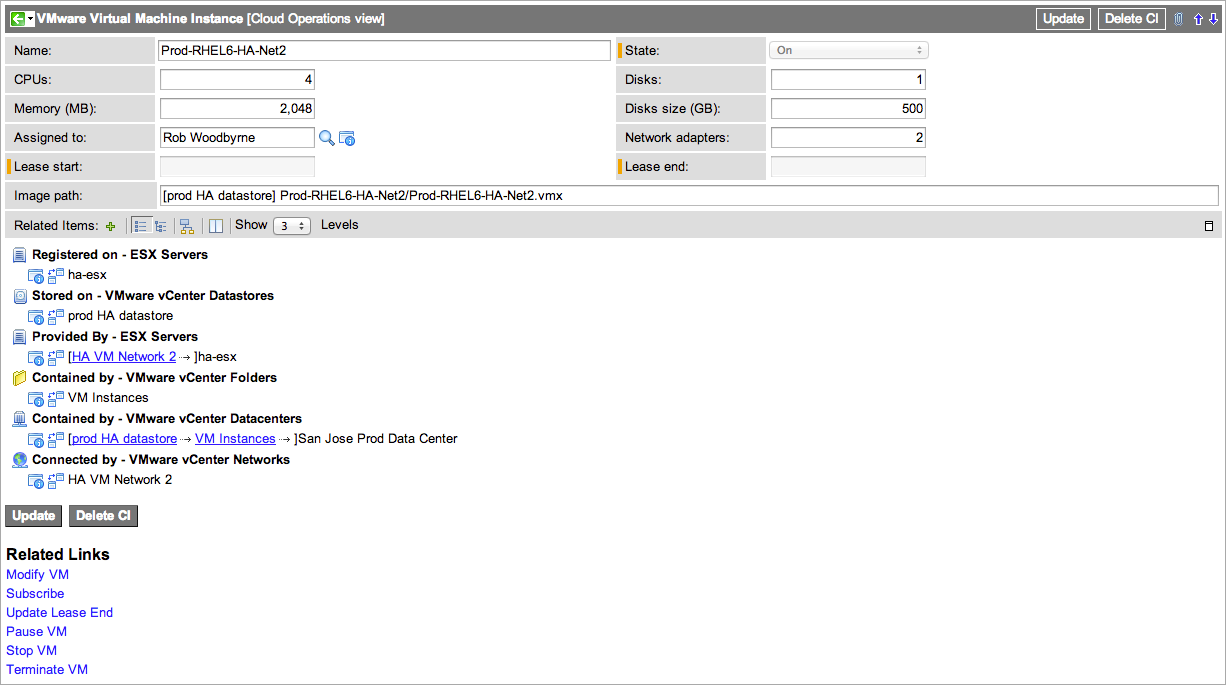 VMware Virtual Machine Instance [Cloud Operations view] Update Delete CI
Name: Prod-RHEL6-HA-Net2 State: On
CPUs: 4 Disks: 1
Memory (MB): 2,048 Disks size (GB): 500
Assigned to: Rob Woodbyrne Network adapters: 2
Lease start: Lease end:
Image path: [prod HA datastore] Prod-RHEL6-HA-Net2/Prod-RHEL6-HA-Net2.vmx
Related Items: Show 3 Levels
Registered on - ESX Servers
ha-esx
Stored on - VMware vCenter Datastores
prod HA datastore
Provided By - ESX Servers
[HA VM Network 2 → ]ha-esx
Contained by - VMware vCenter Folders
VM Instances
Contained by - VMware vCenter Datacenters
[prod HA datastore → VM Instances → ]San Jose Prod Data Center
Connected by - VMware vCenter Networks
HA VM Network 2
Update Delete CI
Related Links
Modify VM
Subscribe
Update Lease End
Pause VM
Stop VM
Terminate VM